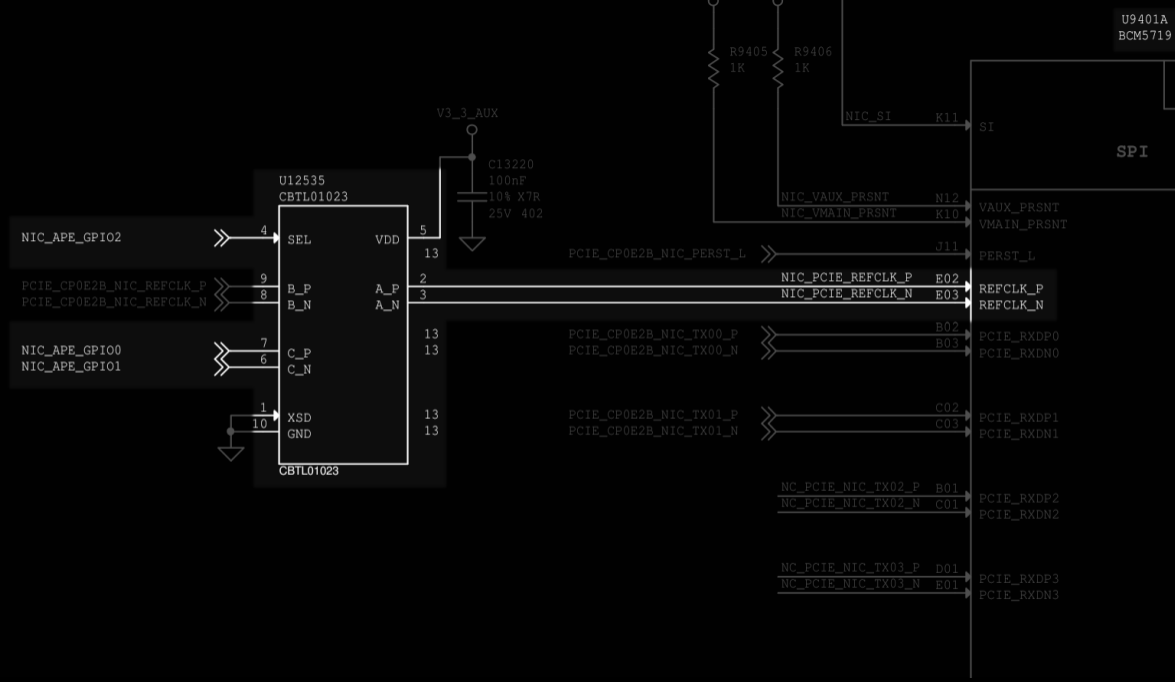 U9401A
BCM5719
R9405
1K
R9406
1K
V3_3_AUX
NIC_SI
K11
SI
SPI
C13220
100nF
10% X7R
25V 402
U12535
CBTL01023
NIC_VAUX_PRSNT
N12
VAUX_PRSNT
NIC_VMAIN_PRSNT
K10
VMAIN_PRSNT
NIC_APE_GPIO2
4
SEL
VDD
5
13
PCIE_CP0E2B_NIC_PERST_L
J11
PERST_L
PCIE_CP0E2B_NIC_REFCLK_P
9
B_P
A_P
2
NIC_PCIE_REFCLK_P
E02
REFCLK_P
PCIE_CP0E2B_NIC_REFCLK_N
8
B_N
A_N
3
NIC_PCIE_REFCLK_N
E03
REFCLK_N
13
PCIE_CP0E2B_NIC_TX00_P
B02
PCIE_RXDP0
NIC_APE_GPIO0
7
C_P
13
PCIE_CP0E2B_NIC_TX00_N
B03
PCIE_RXDN0
NIC_APE_GPIO1
6
C_N
1
XSD
13
PCIE_CP0E2B_NIC_TX01_P
C02
PCIE_RXDP1
10
GND
13
PCIE_CP0E2B_NIC_TX01_N
C03
PCIE_RXDN1
CBTL01023
NC_PCIE_NIC_TX02_P
B01
PCIE_RXDP2
NC_PCIE_NIC_TX02_N
C01
PCIE_RXDN2
NC_PCIE_NIC_TX03_P
D01
PCIE_RXDP3
NC_PCIE_NIC_TX03_N
E01
PCIE_RXDN3